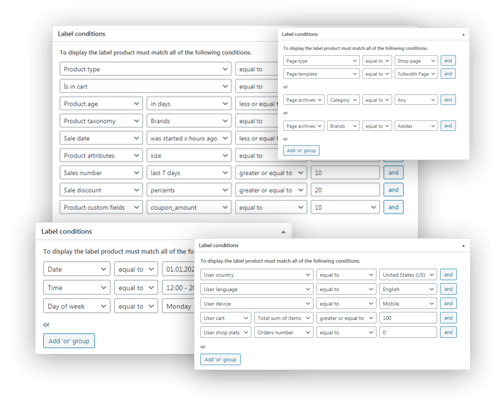 Label conditions
To display the label product must match all of the following conditions.
Product type equal to
Is in cart equal to
Product age in days less or equal to
Product taxonomy Brands equal to
Sale date was started x hours ago less or equal to
Product attributes size equal to
Sales number last 7 days greater or equal to 10 and
Sale discount percents greater or equal to 20 and
Product custom fields coupon_amount equal to 10 and
Label conditions
To display the label product must match all of the following conditions.
Page type equal to Shop page and
Page template equal to Fullwidth Page and
or
Page archives Category equal to Any and
or
Page archives Brands equal to Adidas and
or
Add 'or' group
Label conditions
To display the label product must match all of the fo
Date equal to 01.01.202
Time equal to 12.00 - 20
Day of week equal to Monday
or
Add 'or' group
Label conditions
To display the label product must match all of the following conditions.
User country equal to United States (US) and
User language equal to English and
User device equal to Mobile and
User cart Total sum of items greater or equal to 100 and
User shop stats Orders number equal to 0 and
or
Add 'or' group